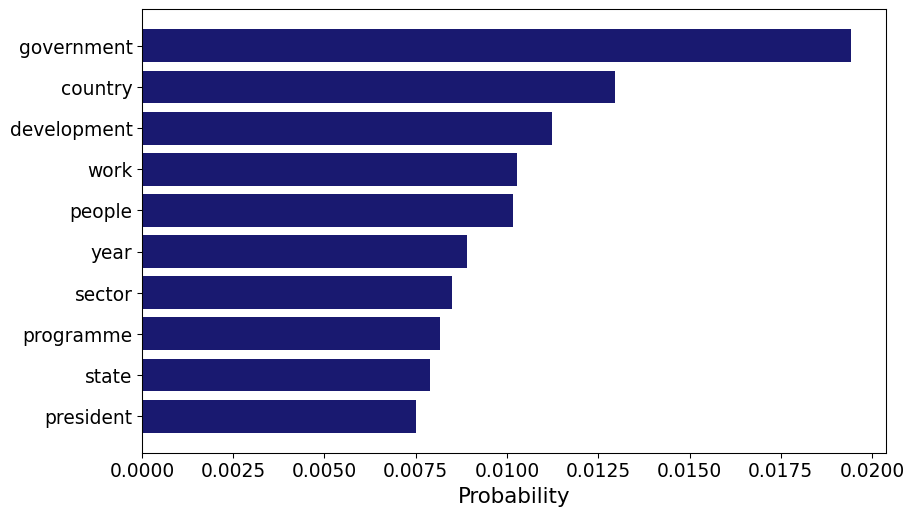 government
country
development
work
people
year
sector
programme
state
president
0.0000 0.0025 0.0050 0.0075 0.0100 0.0125 0.0150 0.0175 0.0200
Probability